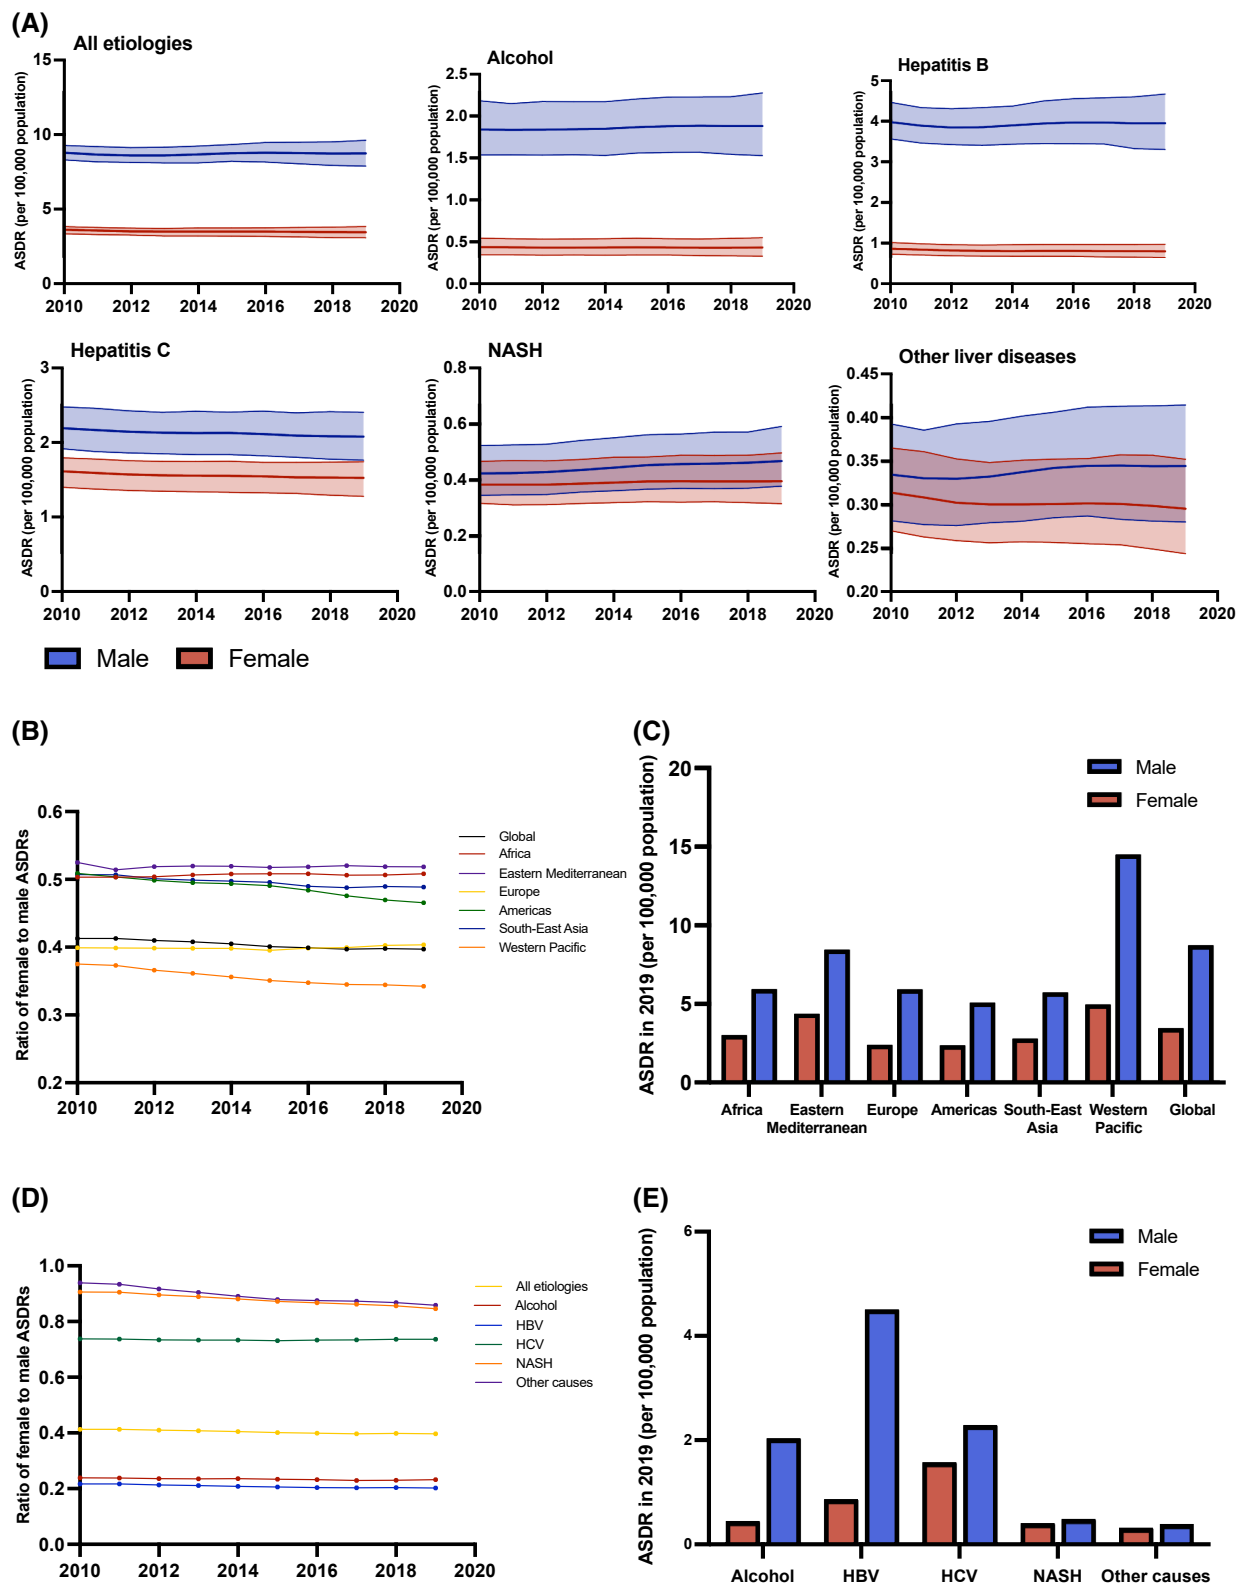 (A)
All etiologies
ASDR (per 100,000 population)
15
10
5
0
2010 2012 2014 2016 2018 2020
Alcohol
ASDR (per 100,000 population)
2.5
2.0
1.5
1.0
0.5
0.0
2010 2012 2014 2016 2018 2020
Hepatitis B
ASDR (per 100,000 population)
5
4
3
2
1
0
2010 2012 2014 2016 2018 2020
Hepatitis C
ASDR (per 100,000 population)
3
2
1
0
2010 2012 2014 2016 2018 2020
NASH
ASDR (per 100,000 population)
0.8
0.6
0.4
0.2
0.0
2010 2012 2014 2016 2018 2020
Other liver diseases
ASDR (per 100,000 population)
0.45
0.40
0.35
0.30
0.25
0.20
2010 2012 2014 2016 2018 2020
Male Female
(B)
Ratio of female to male ASDRs
0.6
0.5
0.4
0.3
0.2
2010 2012 2014 2016 2018 2020
Global
Africa
Eastern Mediterranean
Europe
Americas
South-East Asia
Western Pacific
(C)
ASDR in 2019 (per 100,000 population)
20
15
10
5
0
Male
Female
Africa Eastern Europe Americas South-East Western Global
Mediterranean Asia Pacific
(D)
Ratio of female to male ASDRs
1.0
0.8
0.6
0.4
0.2
0.0
2010 2012 2014 2016 2018 2020
All etiologies
Alcohol
HBV
HCV
NASH
Other causes
(E)
ASDR in 2019 (per 100,000 population)
6
4
2
0
Male
Female
Alcohol HBV HCV NASH Other causes